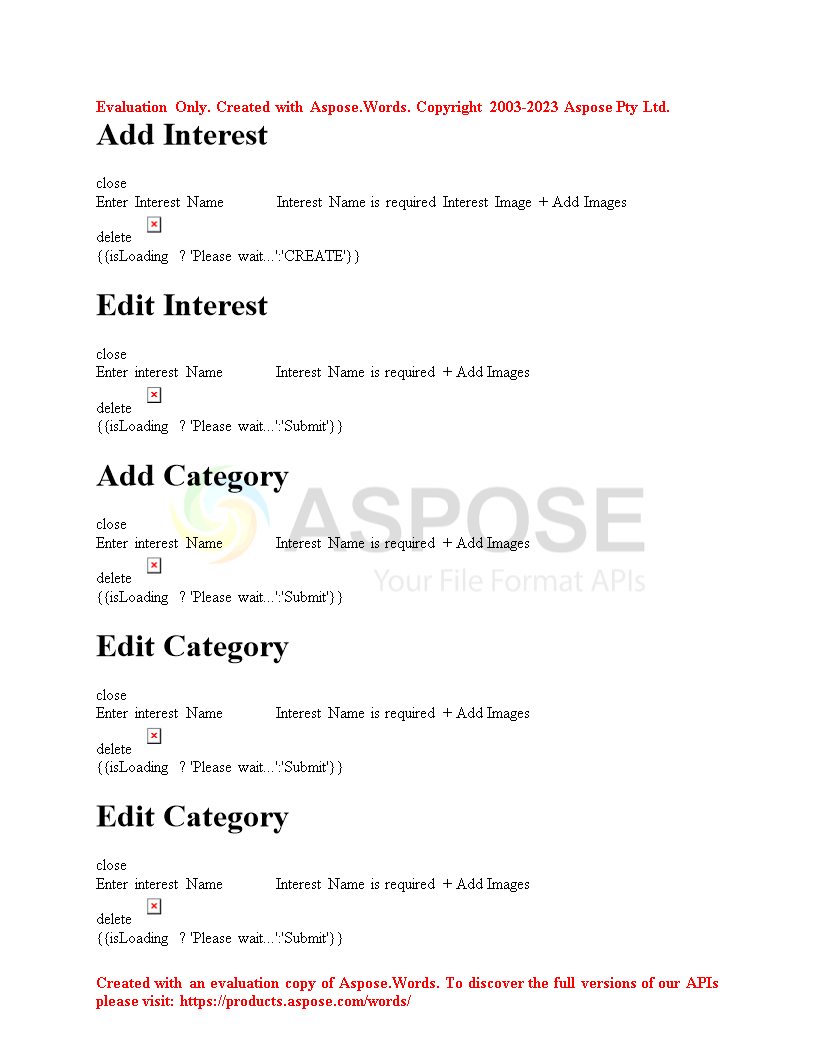 Evaluation Only. Created with Aspose.Words. Copyright 2003-2023 Aspose Pty Ltd.
Add Interest
close
Enter Interest Name Interest Name is required Interest Image + Add Images
delete
{{isLoading ? 'Please wait...':'CREATE'}}
Edit Interest
close
Enter interest Name Interest Name is required + Add Images
delete
{{isLoading ? 'Please wait...':'Submit'}}
Add Category
ASPOSE
close
Enter interest Name Interest Name is required + Add Images
Your File Format APIs
delete
{{isLoading ? 'Please wait...':'Submit'}}
Edit Category
close
Enter interest Name Interest Name is required + Add Images
delete
{{isLoading ? 'Please wait...':'Submit'}}
Edit Category
close
Enter interest Name Interest Name is required + Add Images
delete
{{isLoading ? 'Please wait...':'Submit'}}
Created with an evaluation copy of Aspose.Words. To discover the full versions of our APIs
please visit: https://products.aspose.com/words/